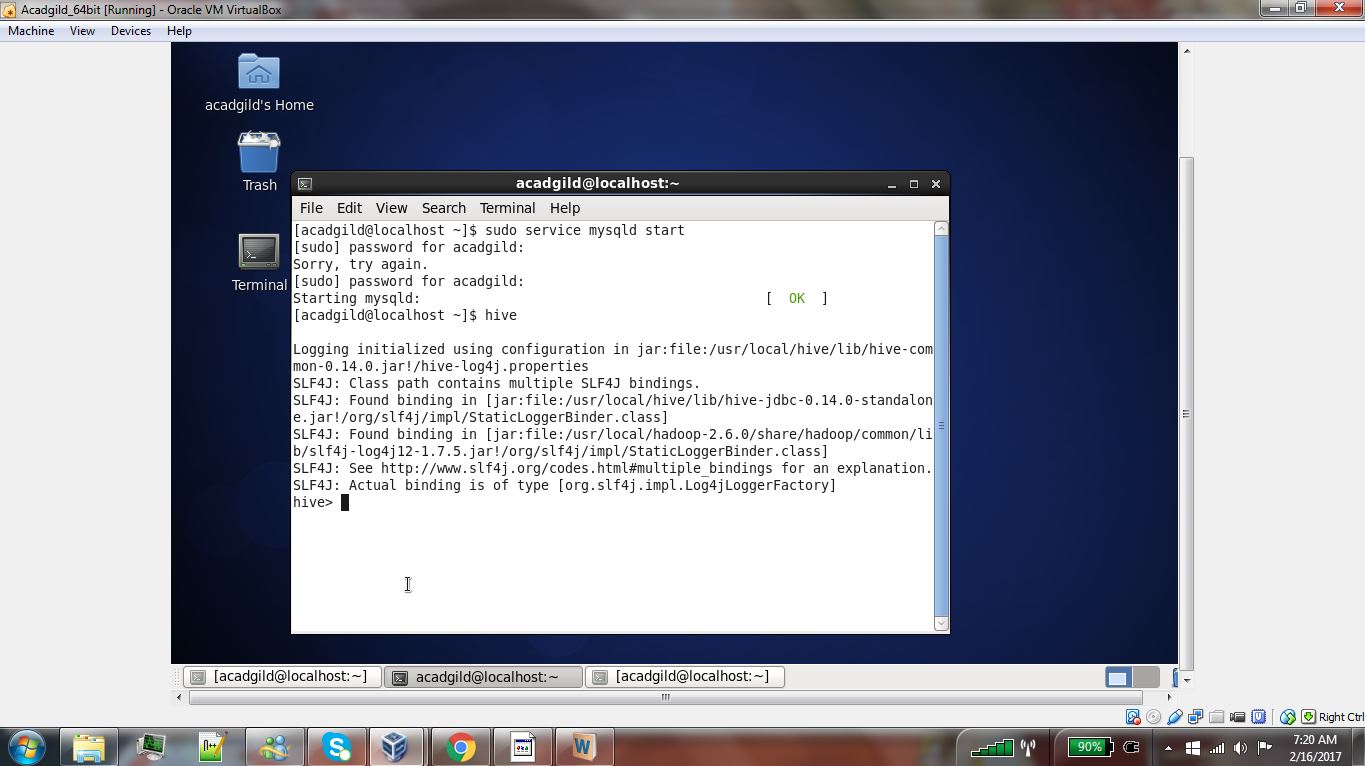 Acadgild_64bit [Running] - Oracle VM VirtualBox
Machine View Devices Help
acadgild's Home
Trash
Terminal
acadgild@localhost:~
File Edit View Search Terminal Help
[acadgild@localhost ~]$ sudo service mysqld start
[sudo] password for acadgild:
Sorry, try again.
[sudo] password for acadgild:
Starting mysqld: [ OK ]
[acadgild@localhost ~]$ hive
Logging initialized using configuration in jar:file:/usr/local/hive/lib/hive-com
mon-0.14.0.jar!/hive-log4j.properties
SLF4J: Class path contains multiple SLF4J bindings.
SLF4J: Found binding in [jar:file:/usr/local/hive/lib/hive-jdbc-0.14.0-standalon
e.jar!/org/slf4j/impl/StaticLoggerBinder.class]
SLF4J: Found binding in [jar:file:/usr/local/hadoop-2.6.0/share/hadoop/common/li
b/slf4j-log4j12-1.7.5.jar!/org/slf4j/impl/StaticLoggerBinder.class]
SLF4J: See http://www.slf4j.org/codes.html#multiple_bindings for an explanation.
SLF4J: Actual binding is of type [org.slf4j.impl.Log4jLoggerFactory]
hive>
[acadgild@localhost:~] acadgild@localhost:~ [acadgild@localhost:~]
Right Ctrl
90%
7:20 AM
2/16/2017